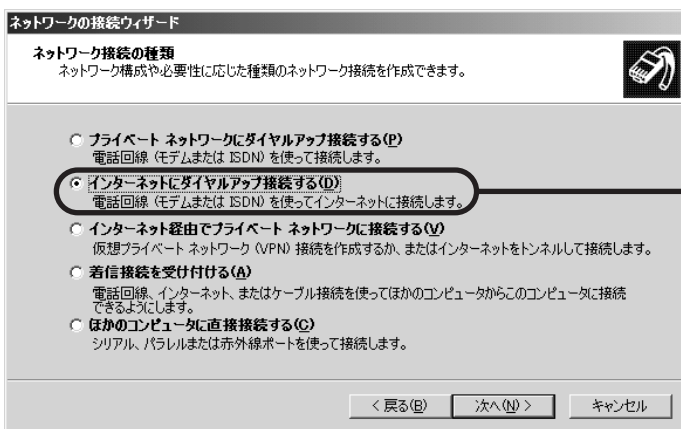 ネットワークの接続ウィザード
ネットワーク接続の種類
ネットワーク構成や必要性に応じた種類のネットワーク接続を作成できます。
プライベート ネットワークにダイヤルアップ接続する(P)
電話回線 (モデムまたは ISDN) を使って接続します。
インターネットにダイヤルアップ接続する(D)
電話回線 (モデムまたは ISDN) を使ってインターネットに接続します。
インターネット経由でプライベート ネットワークに接続する(V)
仮想プライベート ネットワーク (VPN) 接続を作成するか、またはインターネットをトンネルして接続します。
着信接続を受け付ける(A)
電話回線、インターネット、またはケーブル接続を使ってほかのコンピュータからこのコンピュータに接続
できるようにします。
ほかのコンピュータに直接接続する(C)
シリアル、パラレルまたは赤外線ポートを使って接続します。
< 戻る(B) 次へ(N) > キャンセル